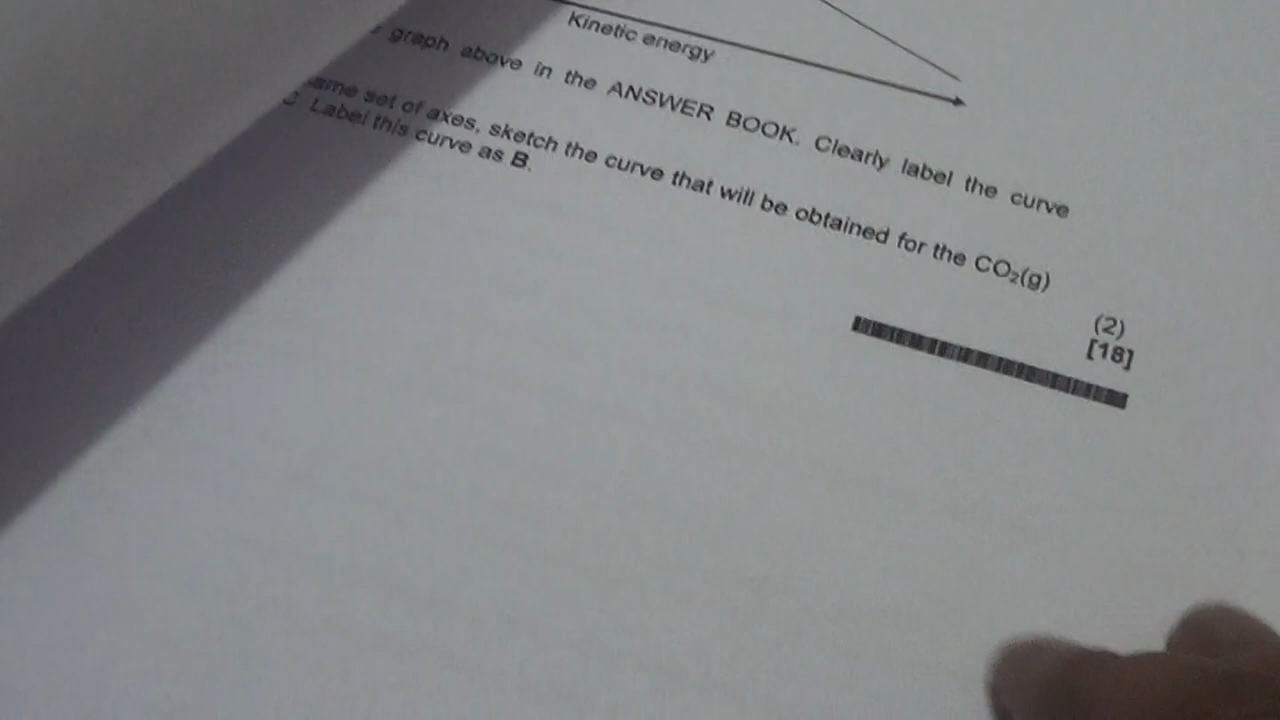 Kinetic energy
graph above in the ANSWER BOOK. Clearly label the curve
set of axes, sketch the curve that will be obtained for the CO₂(g)
Label this curve as B.
(2)
[18]